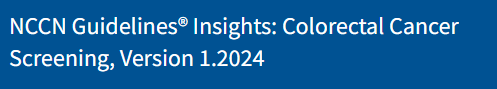 NCCN Guidelines® Insights: Colorectal Cancer
Screening, Version 1.2024